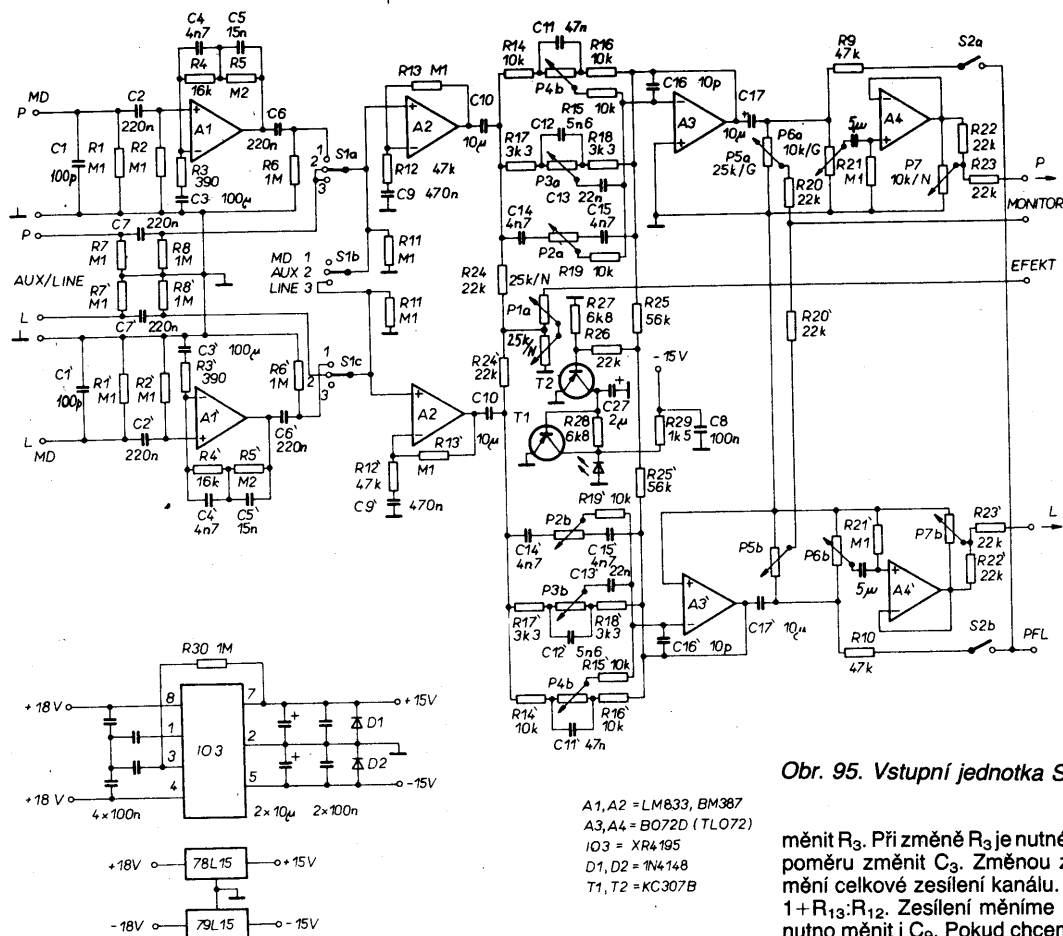 C4
4n7
C5
15n
R4
16k
R5
M2
P
MD
C2
220n
A1
C6
220n
C1
100p
R1
M1
R2
M1
R3
390
C3
100µ
R6
1M
1
2
3
S1a
R13 M1
A2
C10
10µ
R12
47k
C9
470n
P
C7
220n
R7
M1
R8
1M
AUX/LINE
R7`
M1
R8`
1M
L
C7`
220n
MD 1
AUX 2
LINE 3
S1b
R11
M1
R11
M1
C3`
100µ
R3`
390
C1`
100p
R1`
M1
R2`
M1
A1`
R6`
1M
1
2
3
S1c
L
MD
C2`
220n
C6`
220n
R4`
16k
R5`
M2
C4`
4n7
C5`
15n
A2
C10
10µ
R13`
M1
R12`
47k
C9`
470n
C11 47n
R14
10k
R16
10k
P4b
R15
10k
R17
3k3
C12
5n6
R18
3k3
P3a
C13
22n
C14
4n7
C15
4n7
P2a
R19
10k
C16 10p
A3
C17
10µ
R9
47k
S2a
P6a
10k/G
P5a
25k/G
5µ
A4
R20
22k
R21
M1
P7
10k/N
R22
22k
R23
22k
P
MONITOR
EFEKT
R24
22k
25k/N
P1a
25k/N
R27
6k8
R26
22k
R25
56k
-15V
T2
C27
2µ
T1
R28
6k8
R29
1k5
C8
100n
R24`
22k
R25`
56k
R20`
22k
R19` 10k
P2b
C14`
4n7
C15`
4n7
C13`
22n
P3b
R17`
3k3
R18`
3k3
C12`
5n6
R15` 10k
P4b
R14`
10k
R16`
10k
C11` 47n
A3`
C16` 10p
C17` 10µ
P5b
P6b
R21`
M1
5µ
A4`
P7b
R23`
22k
R22`
22k
L
R10
47k
S2b
PFL
R30 1M
+18V
8
7
+15V
1
2
IO3
3
4
5
D1
D2
+18V
4x100n
2x10µ
2x100n
-15V
+18V
78L15
+15V
-18V
79L15
-15V
A1,A2 = LM833, BM387
A3,A4 = B072D (TL072)
IO3 = XR4195
D1,D2 = 1N4148
T1,T2 = KC307B
Obr. 95. Vstupní jednotka S
měnit R₃. Při změně R₃ je nutné
poměru změnit C₃. Změnou z
mění celkové zesílení kanálu.
1+R₁₃:R₁₂. Zesílení měníme
nutno měnit i C₉. Pokud chcem